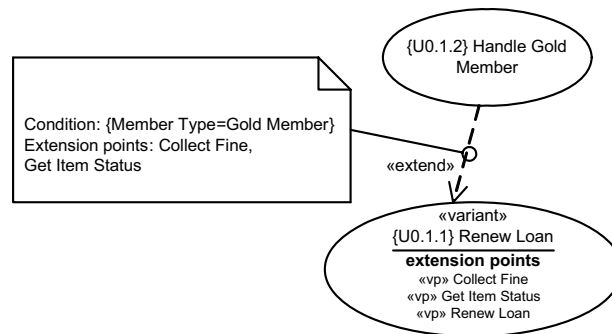 {U0.1.2} Handle Gold
Member
Condition: {Member Type=Gold Member}
Extension points: Collect Fine,
Get Item Status
«extend»
«variant»
{U0.1.1} Renew Loan
extension points
«vp» Collect Fine
«vp» Get Item Status
«vp» Renew Loan